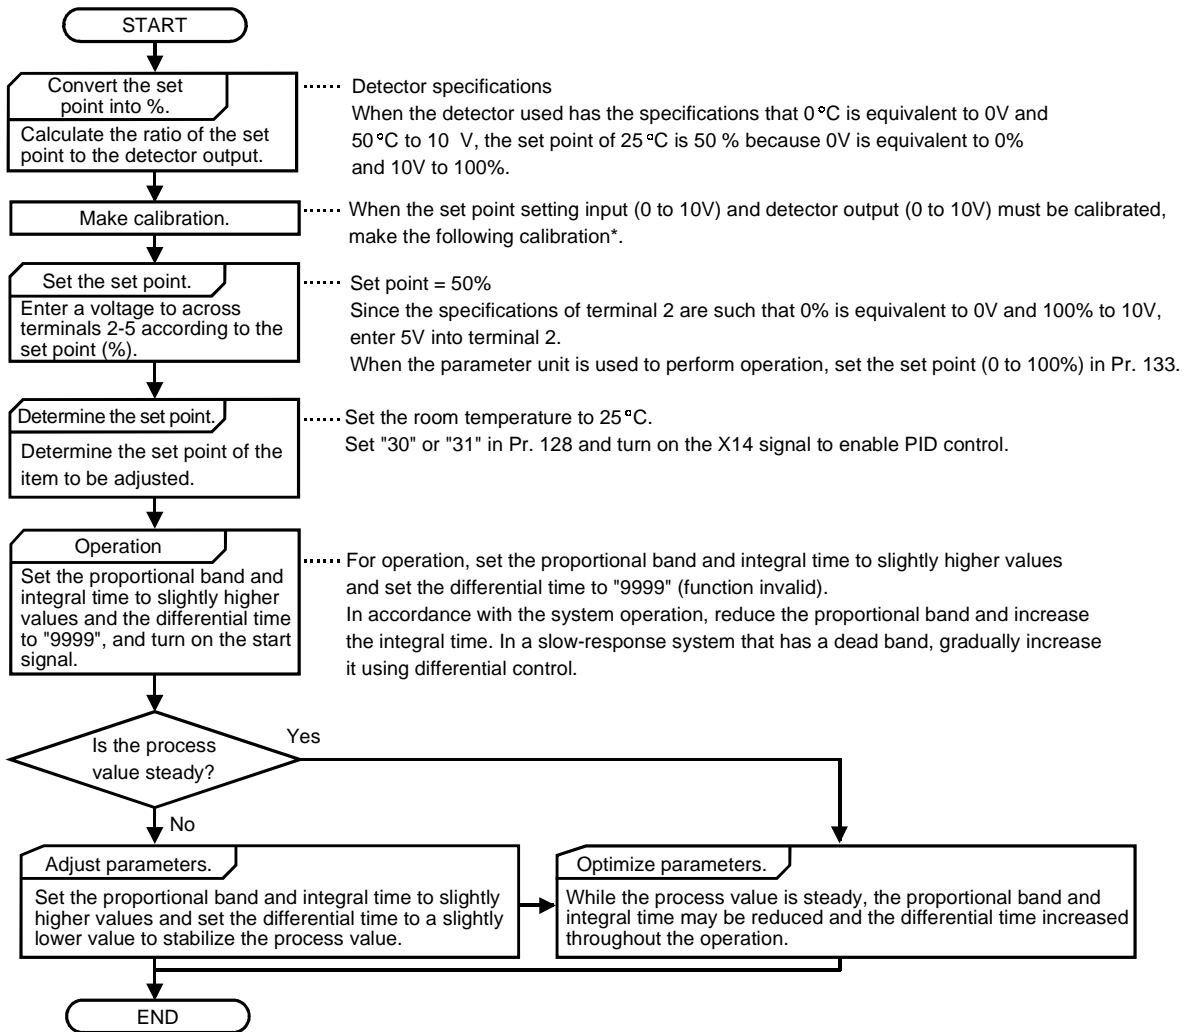 START
Convert the set
point into %.
Calculate the ratio of the set
point to the detector output.
Detector specifications
When the detector used has the specifications that 0°C is equivalent to 0V and
50°C to 10 V, the set point of 25°C is 50 % because 0V is equivalent to 0%
and 10V to 100%.
Make calibration.
When the set point setting input (0 to 10V) and detector output (0 to 10V) must be calibrated,
make the following calibration*.
Set the set point.
Enter a voltage to across
terminals 2-5 according to the
set point (%).
Set point = 50%
Since the specifications of terminal 2 are such that 0% is equivalent to 0V and 100% to 10V,
enter 5V into terminal 2.
When the parameter unit is used to perform operation, set the set point (0 to 100%) in Pr. 133.
Determine the set point.
Determine the set point of the
item to be adjusted.
Set the room temperature to 25°C.
Set "30" or "31" in Pr. 128 and turn on the X14 signal to enable PID control.
Operation
Set the proportional band and
integral time to slightly higher
values and the differential time
to "9999", and turn on the start
signal.
For operation, set the proportional band and integral time to slightly higher values
and set the differential time to "9999" (function invalid).
In accordance with the system operation, reduce the proportional band and increase
the integral time. In a slow-response system that has a dead band, gradually increase
it using differential control.
Is the process
value steady?
Yes
No
Adjust parameters.
Set the proportional band and integral time to slightly
higher values and set the differential time to a slightly
lower value to stabilize the process value.
Optimize parameters.
While the process value is steady, the proportional band and
integral time may be reduced and the differential time increased
throughout the operation.
END